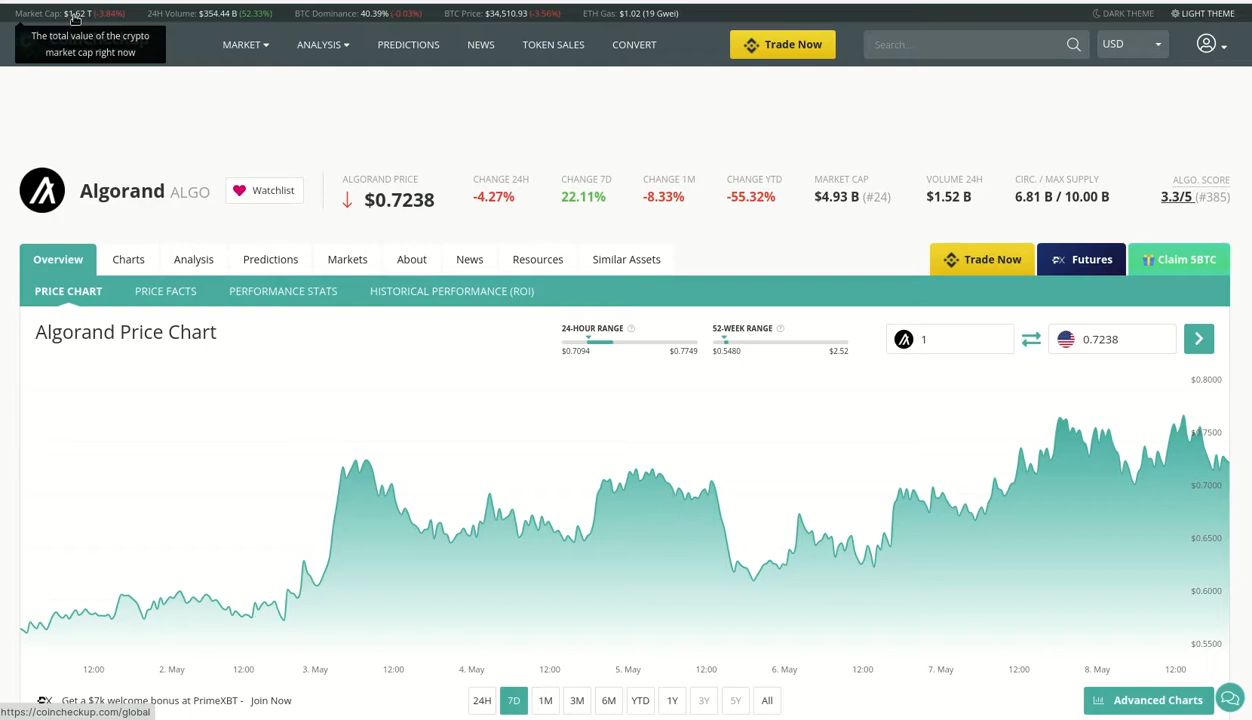 Market Cap: $1.62 T (-3.84%) 24H Volume: $354.44 B (52.33%) BTC Dominance: 40.39% (-0.03%) BTC Price: $34,510.93 (-3.56%) ETH Gas: $1.02 (19 Gwei) DARK THEME LIGHT THEME
The total value of the crypto
market cap right now
MARKET ANALYSIS PREDICTIONS NEWS TOKEN SALES CONVERT Trade Now Search... USD
Algorand ALGO Watchlist
ALGORAND PRICE CHANGE 24H CHANGE 7D CHANGE 1M CHANGE YTD MARKET CAP VOLUME 24H CIRC. / MAX SUPPLY ALGO. SCORE
$0.7238 -4.27% 22.11% -8.33% -55.32% $4.93 B (#24) $1.52 B 6.81 B / 10.00 B 3.3/5 (#385)
Overview Charts Analysis Predictions Markets About News Resources Similar Assets Trade Now Futures Claim 5BTC
PRICE CHART PRICE FACTS PERFORMANCE STATS HISTORICAL PERFORMANCE (ROI)
Algorand Price Chart
24-HOUR RANGE ? 52-WEEK RANGE ?
$0.7094 $0.7749 $0.5480 $2.52
1 0.7238
$0.8000
$0.7500
$0.7000
$0.6500
$0.6000
$0.5500
12:00 2. May 12:00 3. May 12:00 4. May 12:00 5. May 12:00 6. May 12:00 7. May 12:00 8. May 12:00
Get a $7k welcome bonus at PrimeXBT - Join Now 24H 7D 1M 3M 6M YTD 1Y 3Y 5Y All Advanced Charts
https://coincheckup.com/global